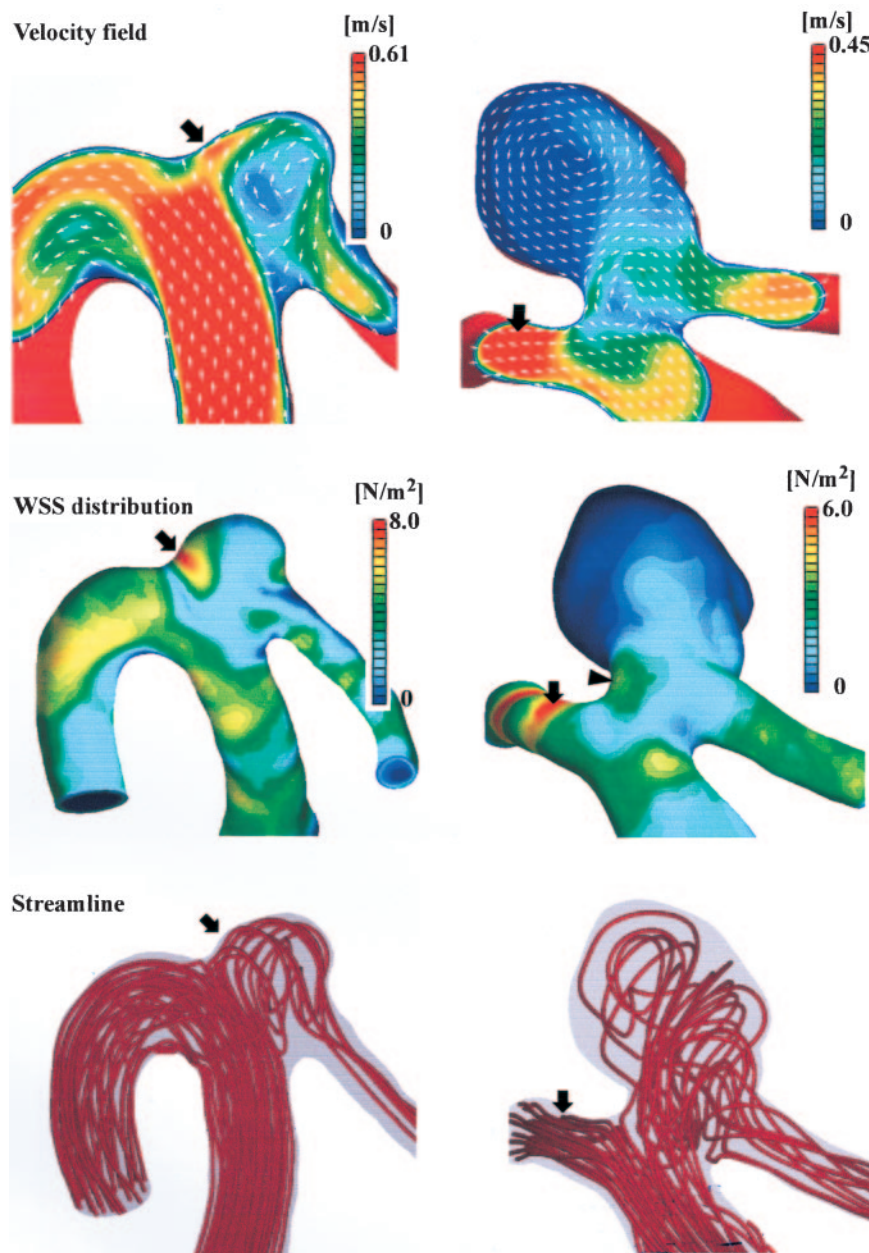 Velocity field
[m/s]
0.61
0
[m/s]
0.45
0
WSS distribution
[N/m²]
8.0
0
[N/m²]
6.0
0
Streamline